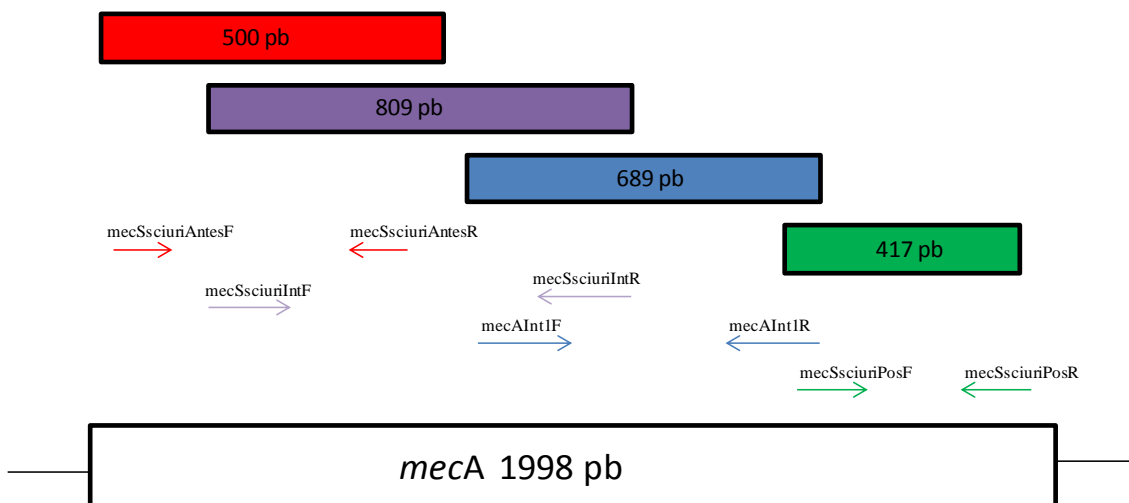 500 pb
809 pb
689 pb
mecSsciuriAntesF
mecSsciuriAntesR
417 pb
mecSsciuriIntF
mecSsciuriIntR
mecAInt1F
mecAInt1R
mecSsciuriPosF
mecSsciuriPosR
mecA 1998 pb